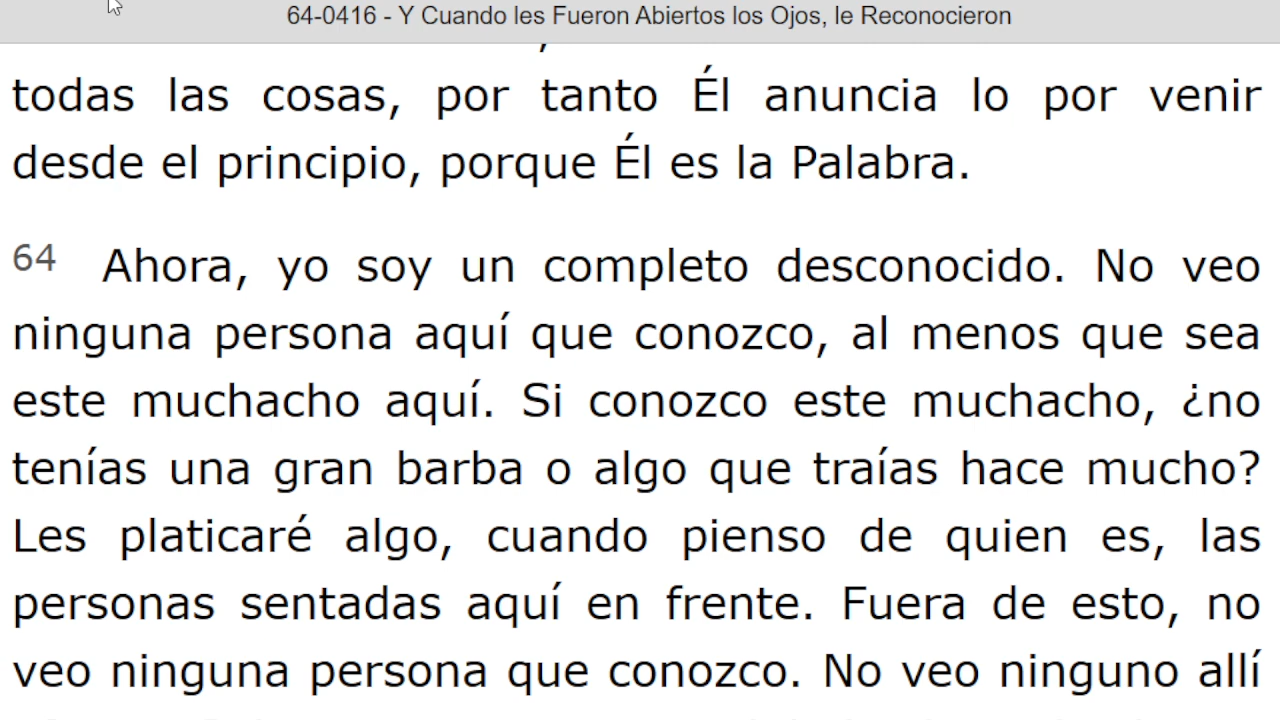 64-0416 - Y Cuando les Fueron Abiertos los Ojos, le Reconocieron
todas las cosas, por tanto Él anuncia lo por venir
desde el principio, porque Él es la Palabra.
64 Ahora, yo soy un completo desconocido. No veo
ninguna persona aquí que conozco, al menos que sea
este muchacho aquí. Si conozco este muchacho, ¿no
tenías una gran barba o algo que traías hace mucho?
Les platicaré algo, cuando pienso de quien es, las
personas sentadas aquí en frente. Fuera de esto, no
veo ninguna persona que conozco. No veo ninguno allí